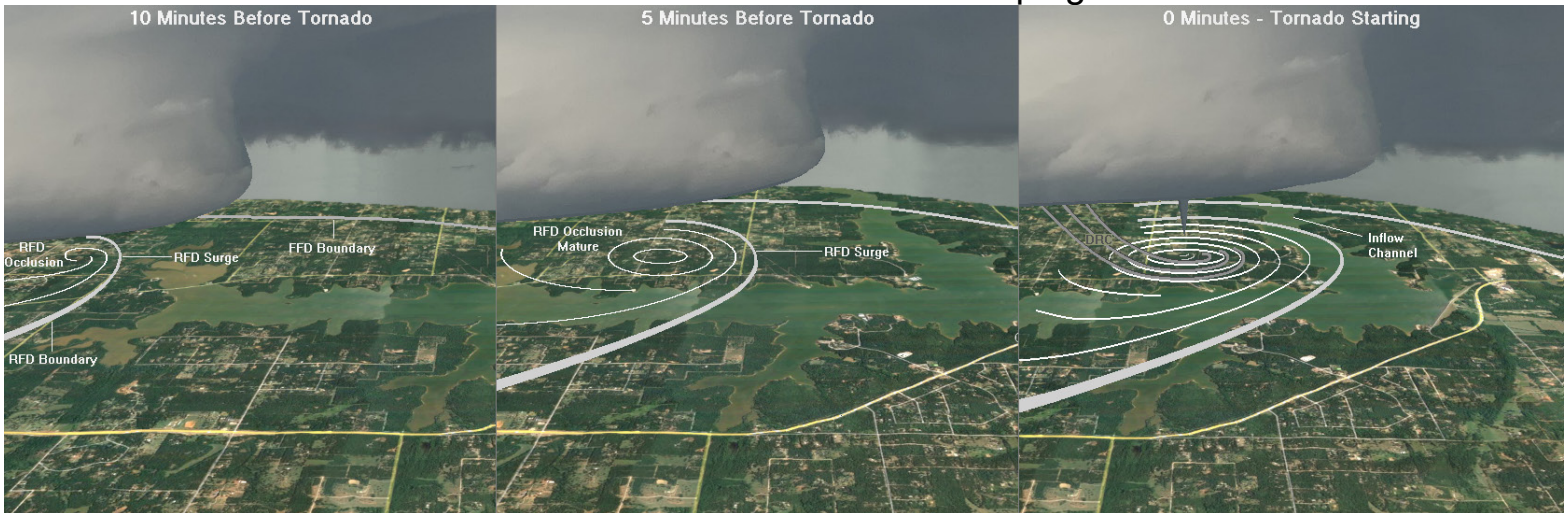 10 Minutes Before Tornado
RFD
Occlusion
FFD Boundary
RFD Surge
RFD Boundary
5 Minutes Before Tornado
RFD Occlusion
Mature
RFD Surge
0 Minutes - Tornado Starting
DRC
Inflow
Channel